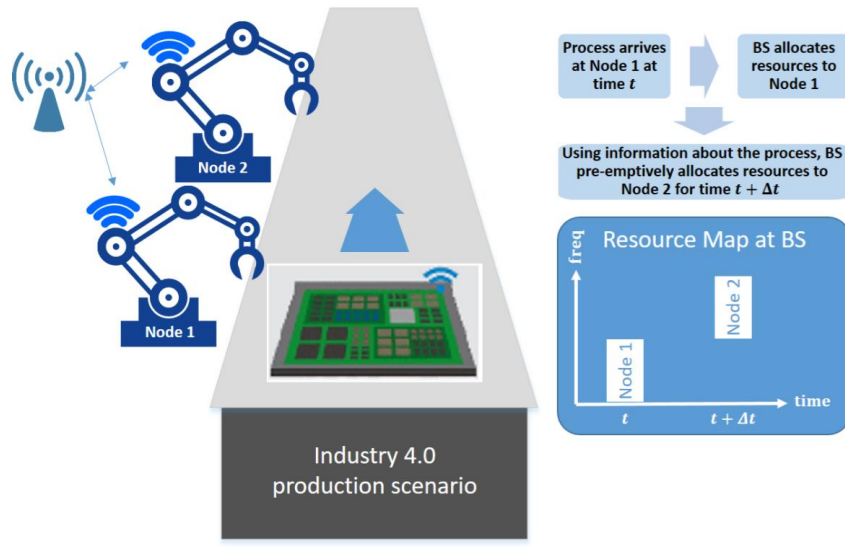 Node 2
Node 1
Industry 4.0
production scenario
Process arrives
at Node 1 at
time t
BS allocates
resources to
Node 1
Using information about the process, BS
pre-emptively allocates resources to
Node 2 for time t + Δt
Resource Map at BS
freq
Node 1
Node 2
time
t
t + Δt